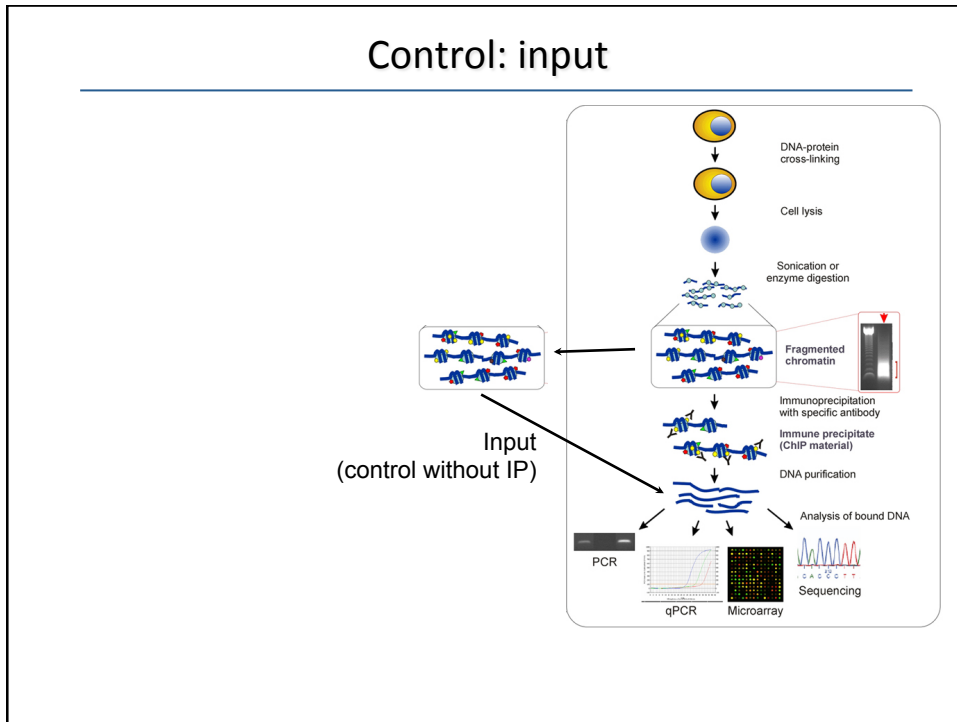 Control: input
DNA-protein
cross-linking
Cell lysis
Sonication or
enzyme digestion
Fragmented
chromatin
Immunoprecipitation
with specific antibody
Immune precipitate
(ChIP material)
Input
(control without IP)
DNA purification
Analysis of bound DNA
PCR
qPCR
Microarray
Sequencing